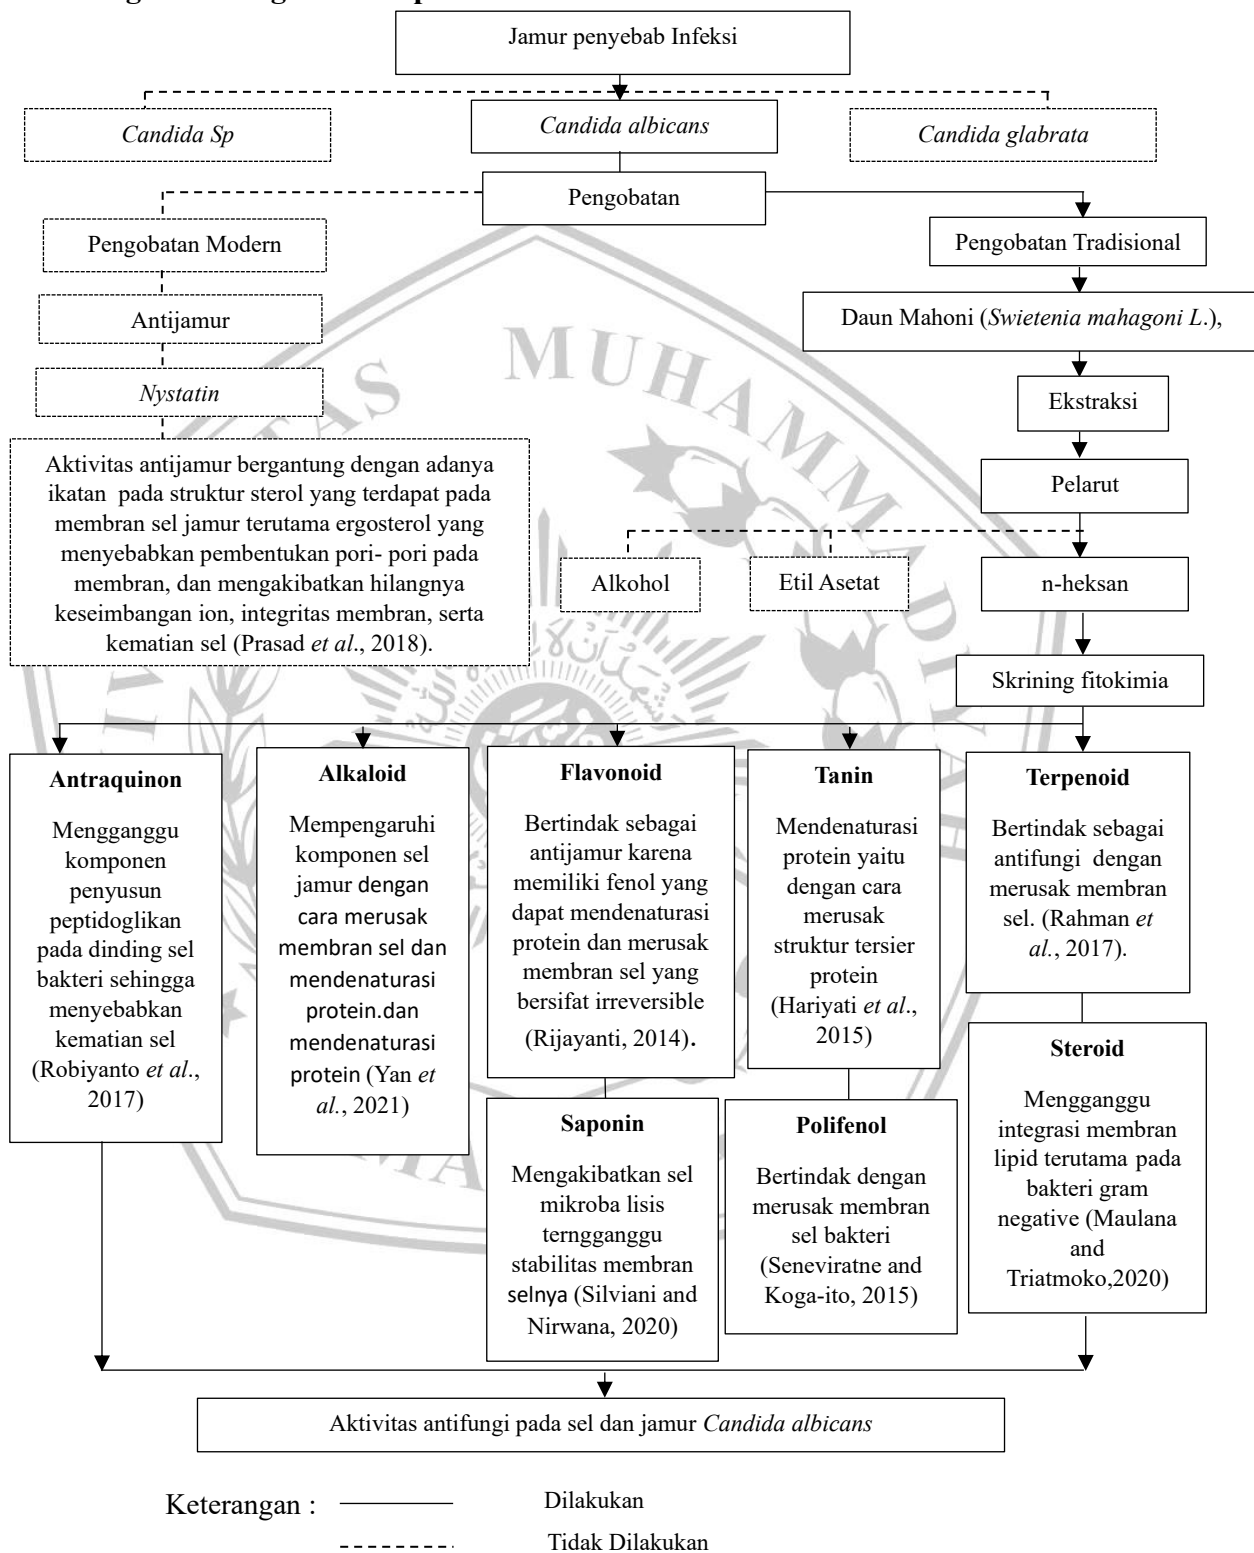 Jamur penyebab Infeksi
Candida Sp
Candida albicans
Candida glabrata
Pengobatan
Pengobatan Modern
Pengobatan Tradisional
Antijamur
Daun Mahoni (Swietenia mahagoni L.),
Nystatin
Ekstraksi
Aktivitas antijamur bergantung dengan adanya
ikatan pada struktur sterol yang terdapat pada
membran sel jamur terutama ergosterol yang
menyebabkan pembentukan pori- pori pada
membran, dan mengakibatkan hilangnya
keseimbangan ion, integritas membran, serta
kematian sel (Prasad et al., 2018).
Pelarut
Alkohol
Etil Asetat
n-heksan
Skrining fitokimia
Antraquinon
Mengganggu
komponen
penyusun
peptidoglikan
pada dinding sel
bakteri sehingga
menyebabkan
kematian sel
(Robiyanto et al.,
2017)
Alkaloid
Mempengaruhi
komponen sel
jamur dengan
cara merusak
membran sel dan
mendenaturasi
protein.dan
mendenaturasi
protein (Yan et
al., 2021)
Flavonoid
Bertindak sebagai
antijamur karena
memiliki fenol yang
dapat mendenaturasi
protein dan merusak
membran sel yang
bersifat irreversible
(Rijayanti, 2014).
Tanin
Mendenaturasi
protein yaitu
dengan cara
merusak
struktur tersier
protein
(Hariyati et al.,
2015)
Terpenoid
Bertindak sebagai
antifungi dengan
merusak membran
sel. (Rahman et
al., 2017).
Saponin
Mengakibatkan sel
mikroba lisis
terngganggu
stabilitas membran
selnya (Silviani and
Nirwana, 2020)
Polifenol
Bertindak dengan
merusak membran
sel bakteri
(Seneviratne and
Koga-ito, 2015)
Steroid
Mengganggu
integrasi membran
lipid terutama pada
bakteri gram
negative (Maulana
and
Triatmoko,2020)
Aktivitas antifungi pada sel dan jamur Candida albicans
Keterangan :
Dilakukan
Tidak Dilakukan
MUHAMMADIYAH